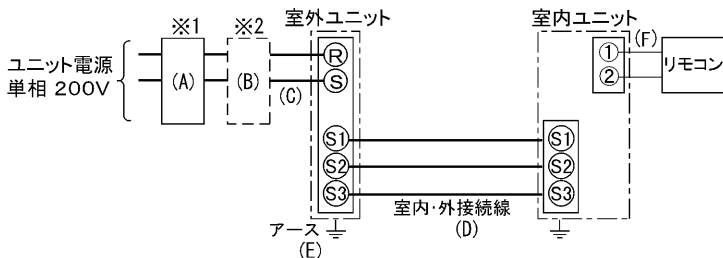 ※1
※2
室外ユニット
室内ユニット
ユニット電源
単相 200V
(A)
(B)
(C)
R
S
①
②
(F)
リモコン
S1
S2
S3
S1
S2
S3
室内・外接続線
(D)
アース
(E)